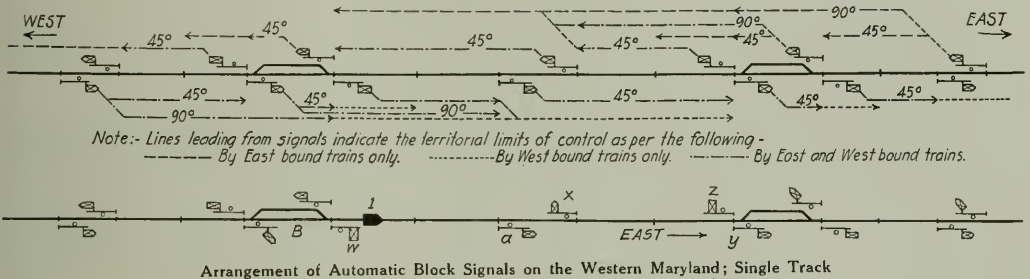 WEST
EAST
90° 90°
45° 45° 45° 45° 45° 45°
45° 45° 45° 45° 45°
90° 90°
Note:- Lines leading from signals indicate the territorial limits of control as per the following -
By East bound trains only. By West bound trains only. By East and West bound trains.
1 X Z
B W a EAST y
Arrangement of Automatic Block Signals on the Western Maryland; Single Track